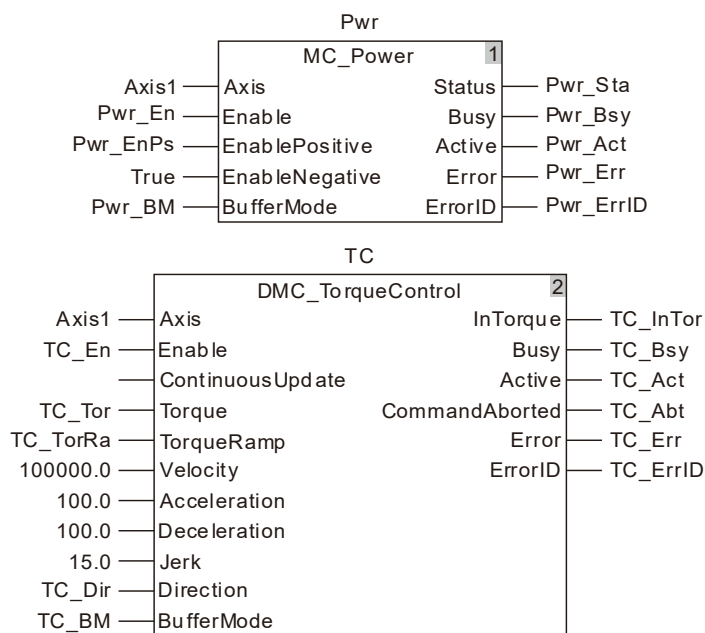 Pwr
MC_Power 1
Axis1 Axis Status Pwr_Sta
Pwr_En Enable Busy Pwr_Bsy
Pwr_EnPs EnablePositive Active Pwr_Act
True EnableNegative Error Pwr_Err
Pwr_BM BufferMode ErrorID Pwr_ErrID
TC
DMC_TorqueControl 2
Axis1 Axis InTorque TC_InTor
TC_En Enable Busy TC_Bsy
ContinuousUpdate Active TC_Act
TC_Tor Torque CommandAborted TC_Abt
TC_TorRa TorqueRamp Error TC_Err
100000.0 Velocity ErrorID TC_ErrID
100.0 Acceleration
100.0 Deceleration
15.0 Jerk
TC_Dir Direction
TC_BM BufferMode